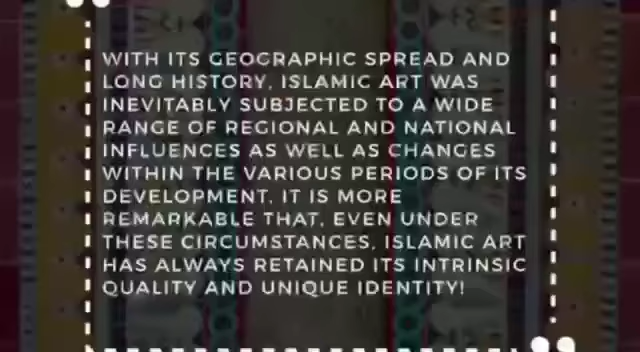 WITH ITS GEOGRAPHIC SPREAD AND
LONG HISTORY, ISLAMIC ART WAS
INEVITABLY SUBJECTED TO A WIDE
RANGE OF REGIONAL AND NATIONAL
INFLUENCES AS WELL AS CHANGES
WITHIN THE VARIOUS PERIODS OF ITS
DEVELOPMENT. IT IS MORE
REMARKABLE THAT, EVEN UNDER
THESE CIRCUMSTANCES, ISLAMIC ART
HAS ALWAYS RETAINED ITS INTRINSIC
QUALITY AND UNIQUE IDENTITY!